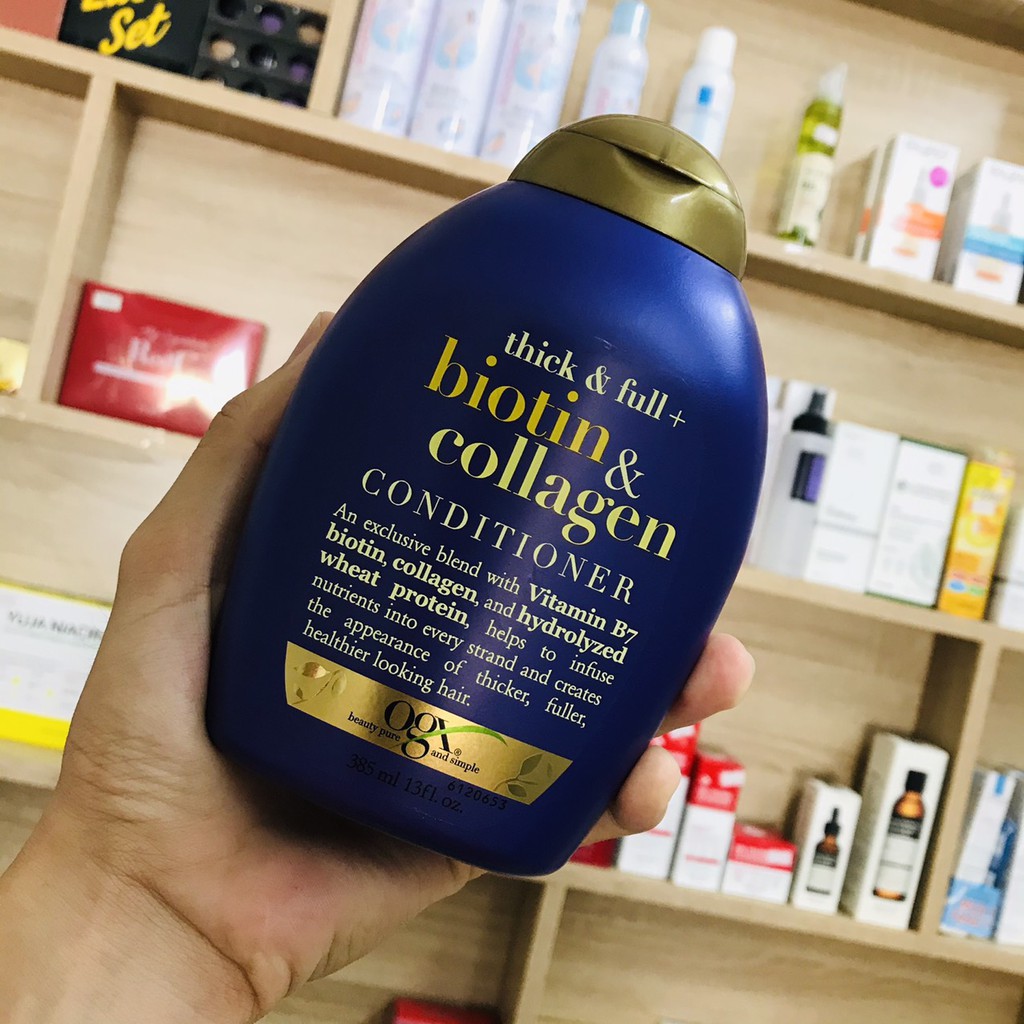 Set
thick & full +
biotin &
collagen
CONDITIONER
An exclusive blend with Vitamin B7
biotin, collagen, and hydrolyzed
wheat protein, helps to infuse
nutrients into every strand and creates
the appearance of thicker, fuller,
healthier looking hair.
ogx®
beauty pure and simple
385 ml 13fl. oz.
6120653